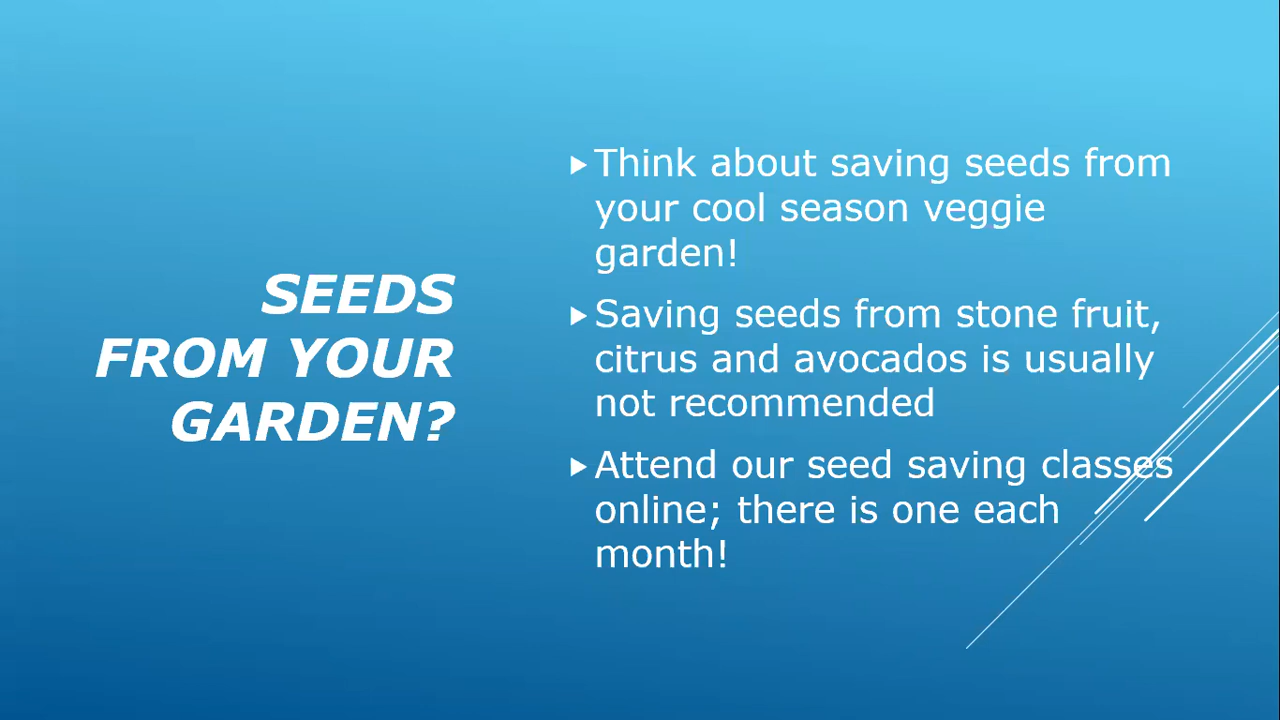 SEEDS
FROM YOUR
GARDEN?
Think about saving seeds from
your cool season veggie
garden!
Saving seeds from stone fruit,
citrus and avocados is usually
not recommended
Attend our seed saving classes
online; there is one each
month!